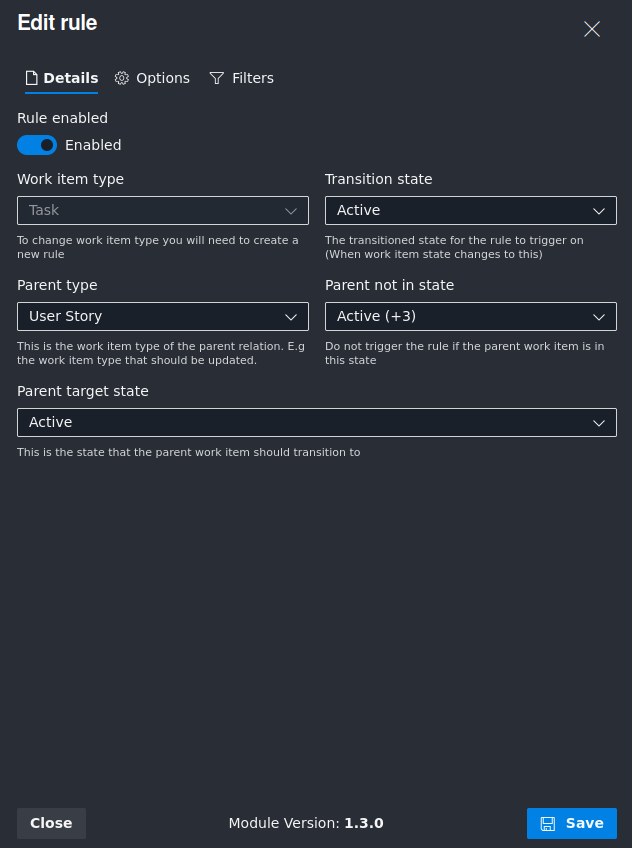 Edit rule
Details Options Filters
Rule enabled
Enabled
Work item type
Task
To change work item type you will need to create a
new rule
Transition state
Active
The transitioned state for the rule to trigger on
(When work item state changes to this)
Parent type
User Story
This is the work item type of the parent relation. E.g
the work item type that should be updated.
Parent not in state
Active (+3)
Do not trigger the rule if the parent work item is in
this state
Parent target state
Active
This is the state that the parent work item should transition to
Close
Module Version: 1.3.0
Save